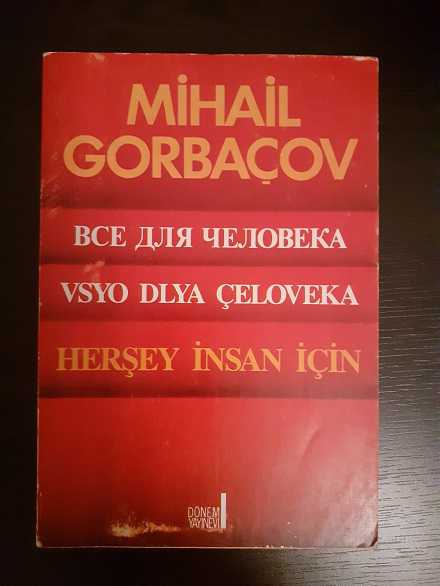 MİHAİL
GORBAÇOV
ВСЕ ДЛЯ ЧЕЛОВЕКА
VSYO DLYA ÇELOVEKA
HERŞEY İNSAN İÇİN
DÖNEM
YAYINEVİ